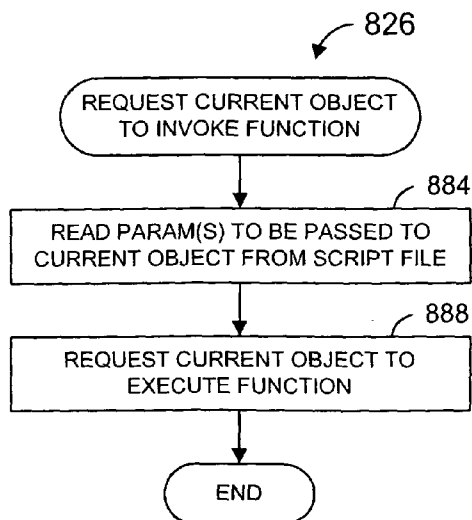 826
REQUEST CURRENT OBJECT
TO INVOKE FUNCTION
884
READ PARAM(S) TO BE PASSED TO
CURRENT OBJECT FROM SCRIPT FILE
888
REQUEST CURRENT OBJECT TO
EXECUTE FUNCTION
END